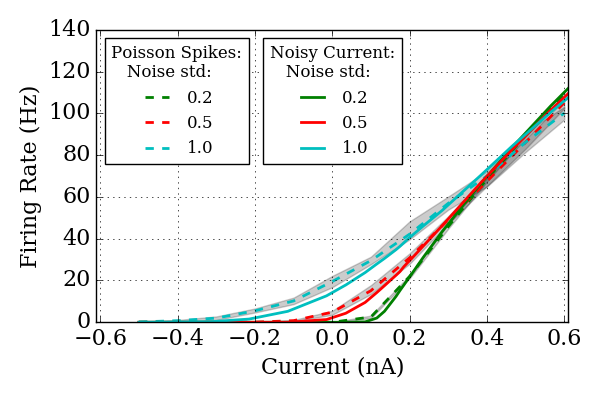 140
120
100
80
60
40
20
0
Firing Rate (Hz)
Poisson Spikes:
Noise std:
0.2
0.5
1.0
Noisy Current:
Noise std:
0.2
0.5
1.0
−0.6 −0.4 −0.2 0.0 0.2 0.4 0.6
Current (nA)